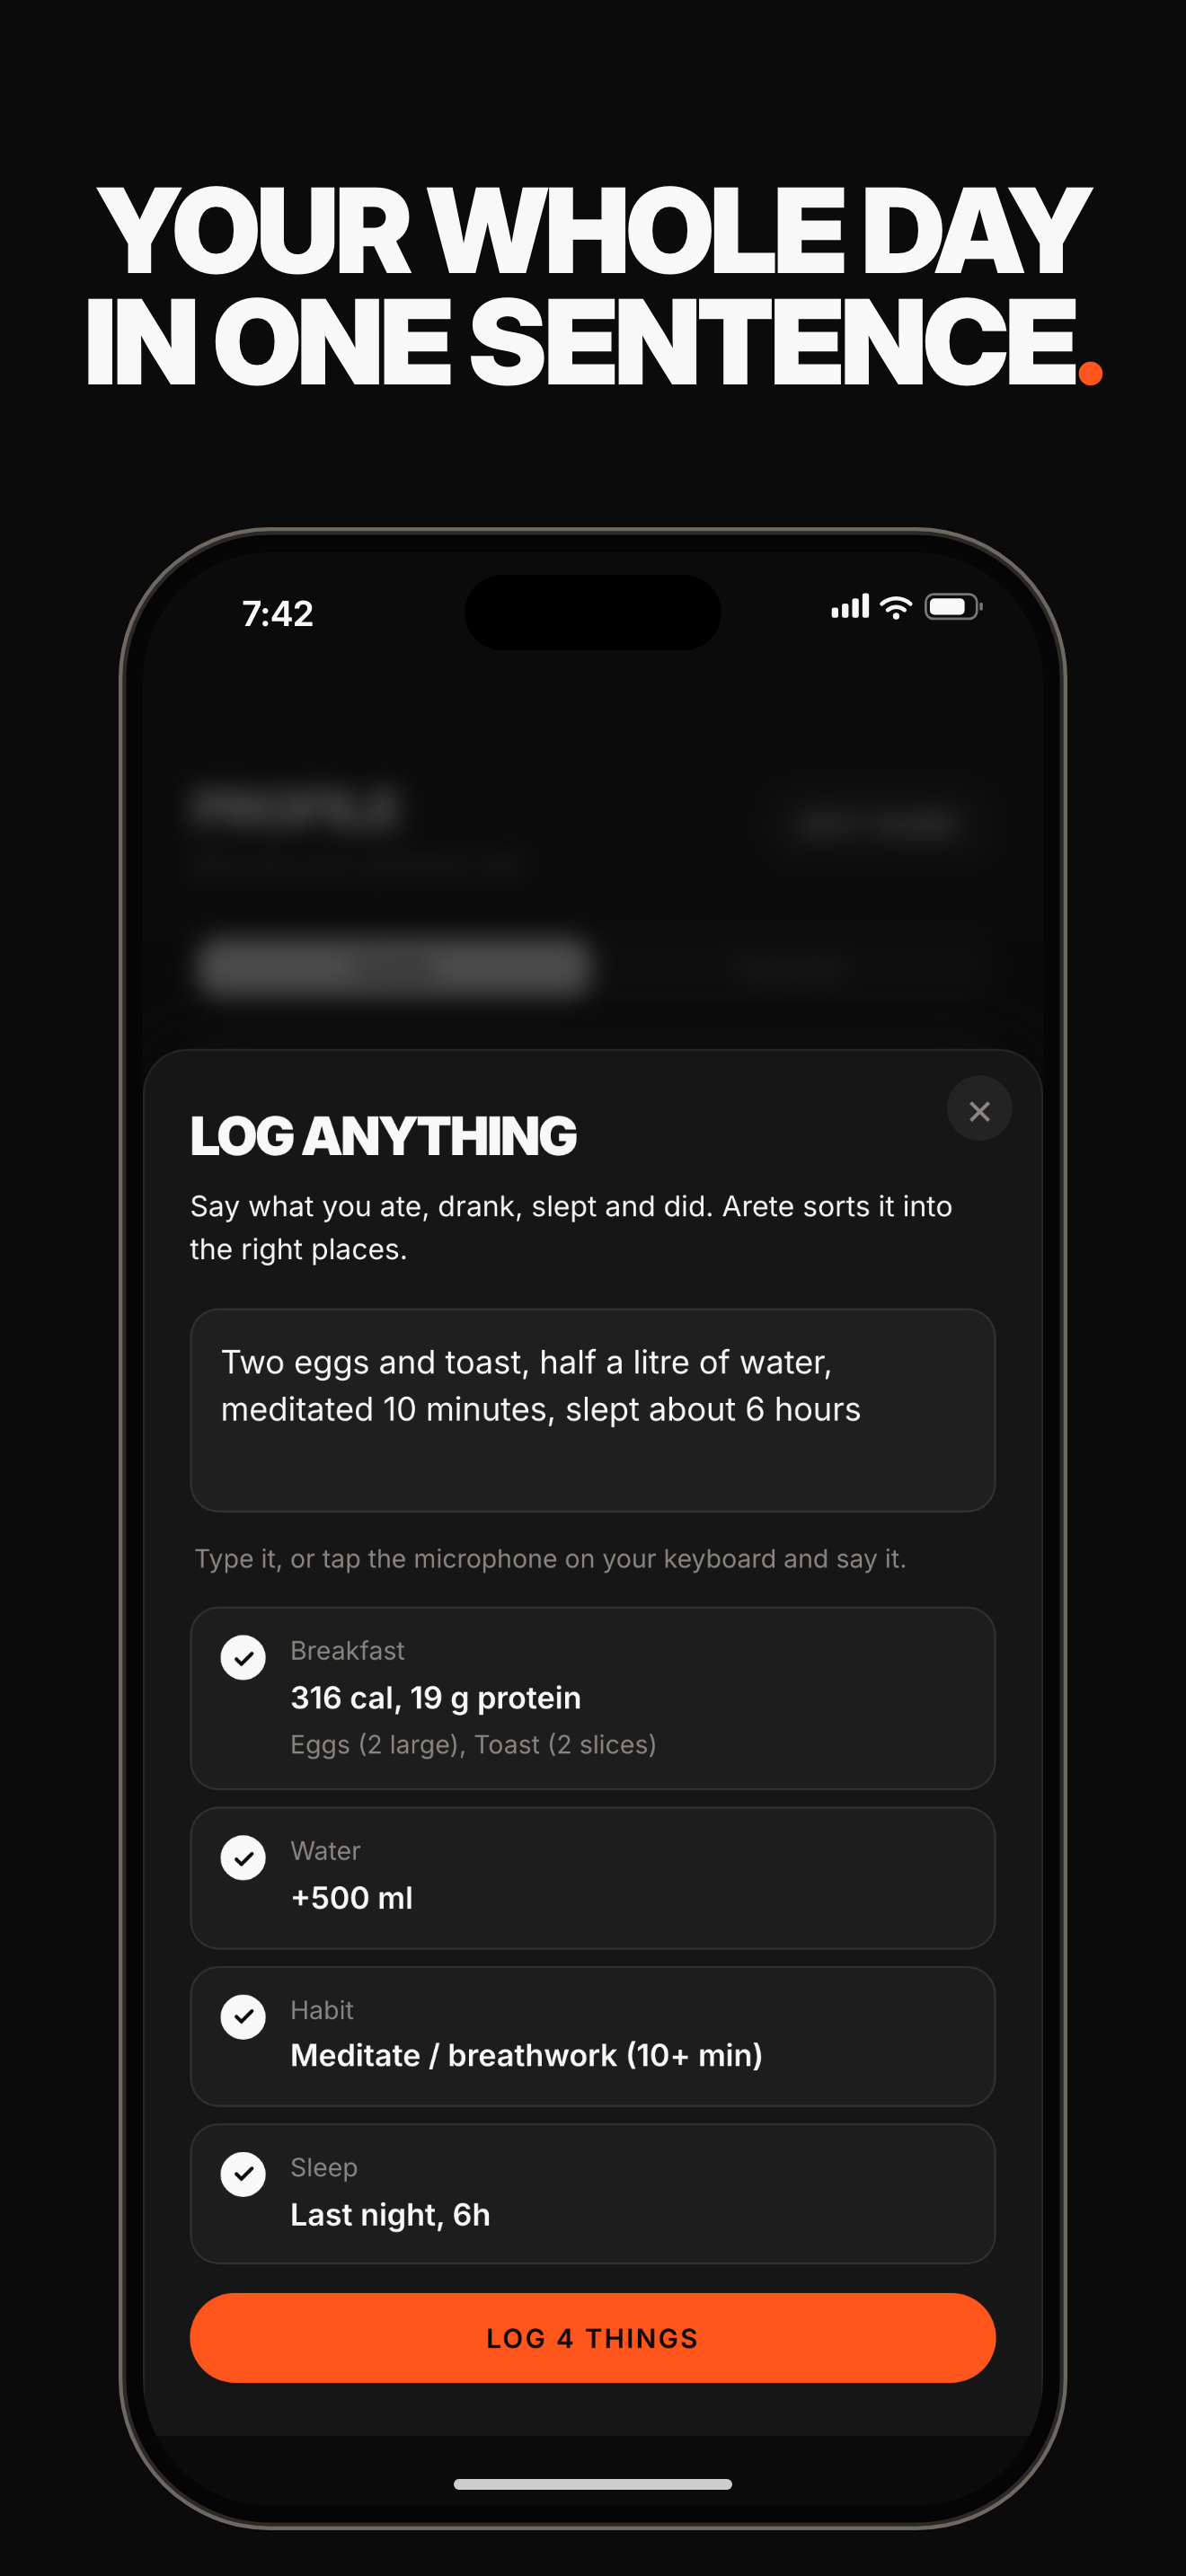 YOUR WHOLE DAY
IN ONE SENTENCE.
7:42
PROFILE
LOG ANYTHING
Say what you ate, drank, slept and did. Arete sorts it into
the right places.
Two eggs and toast, half a litre of water,
meditated 10 minutes, slept about 6 hours
Type it, or tap the microphone on your keyboard and say it.
Breakfast
316 cal, 19 g protein
Eggs (2 large), Toast (2 slices)
Water
+500 ml
Habit
Meditate / breathwork (10+ min)
Sleep
Last night, 6h
LOG 4 THINGS